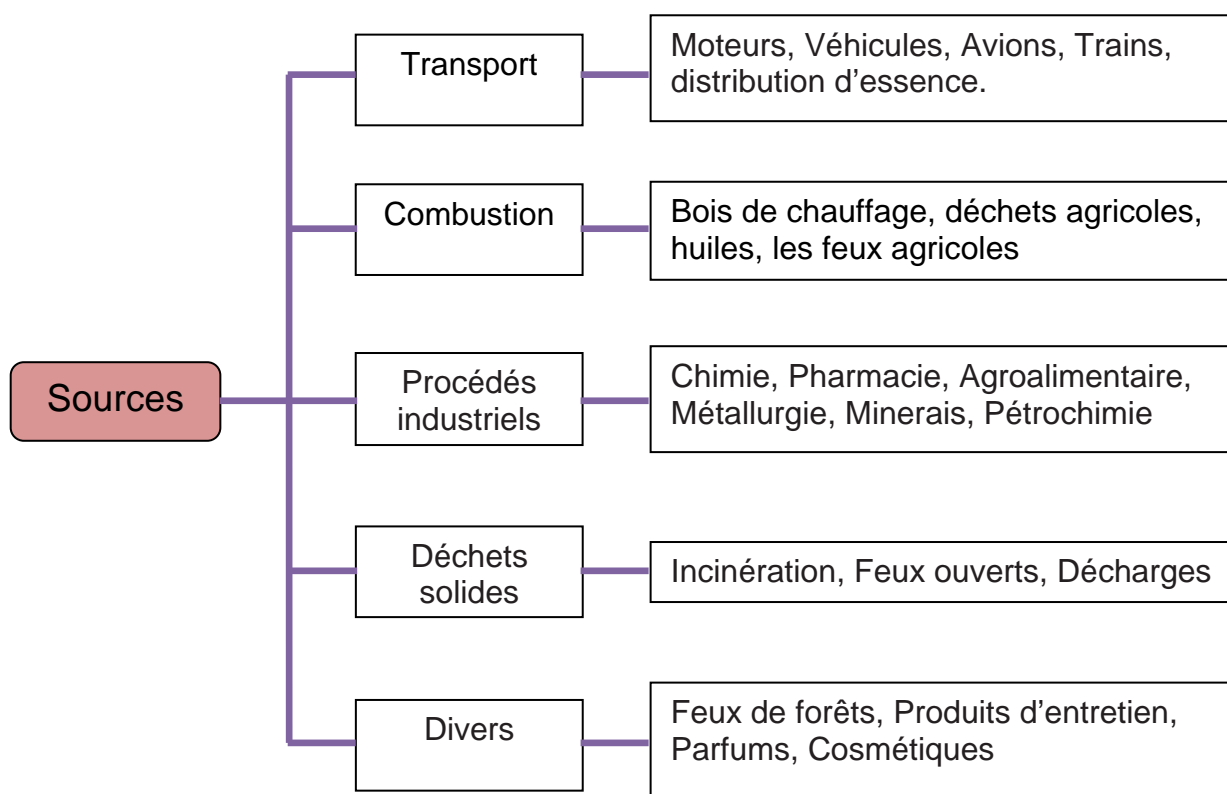 Transport
Moteurs, Véhicules, Avions, Trains,
distribution d’essence.
Combustion
Bois de chauffage, déchets agricoles,
huiles, les feux agricoles
Sources
Procédés
industriels
Chimie, Pharmacie, Agroalimentaire,
Métallurgie, Minerais, Pétrochimie
Déchets
solides
Incinération, Feux ouverts, Décharges
Divers
Feux de forêts, Produits d’entretien,
Parfums, Cosmétiques